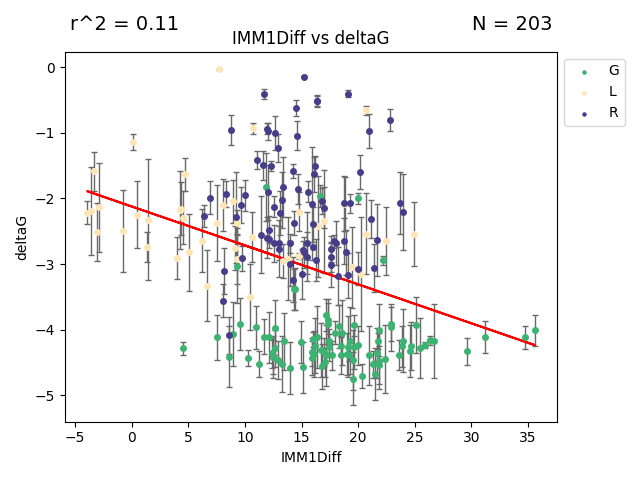 r^2 = 0.11 N = 203
IMM1Diff vs deltaG
G
L
R
deltaG
0
−1
−2
−3
−4
−5
−5 0 5 10 15 20 25 30 35
IMM1Diff